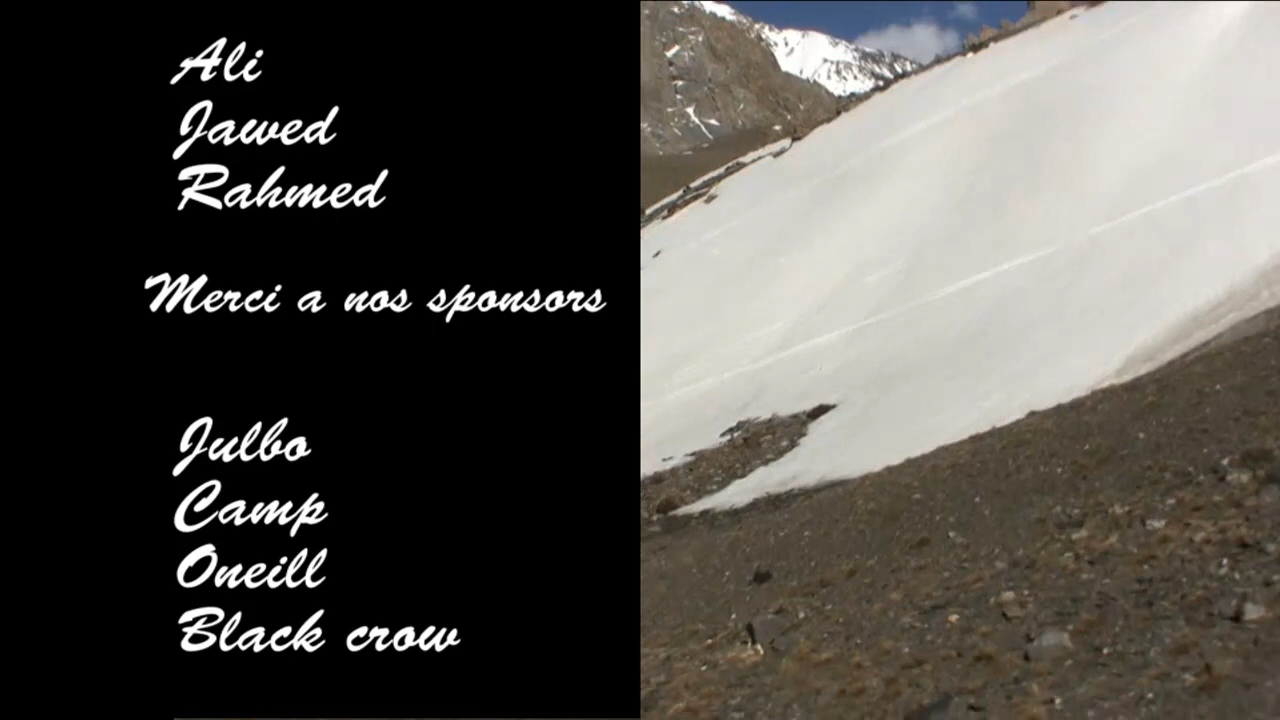 Ali
Jawed
Rahmed
Merci a nos sponsors
Julbo
Camp
Oneill
Black crow